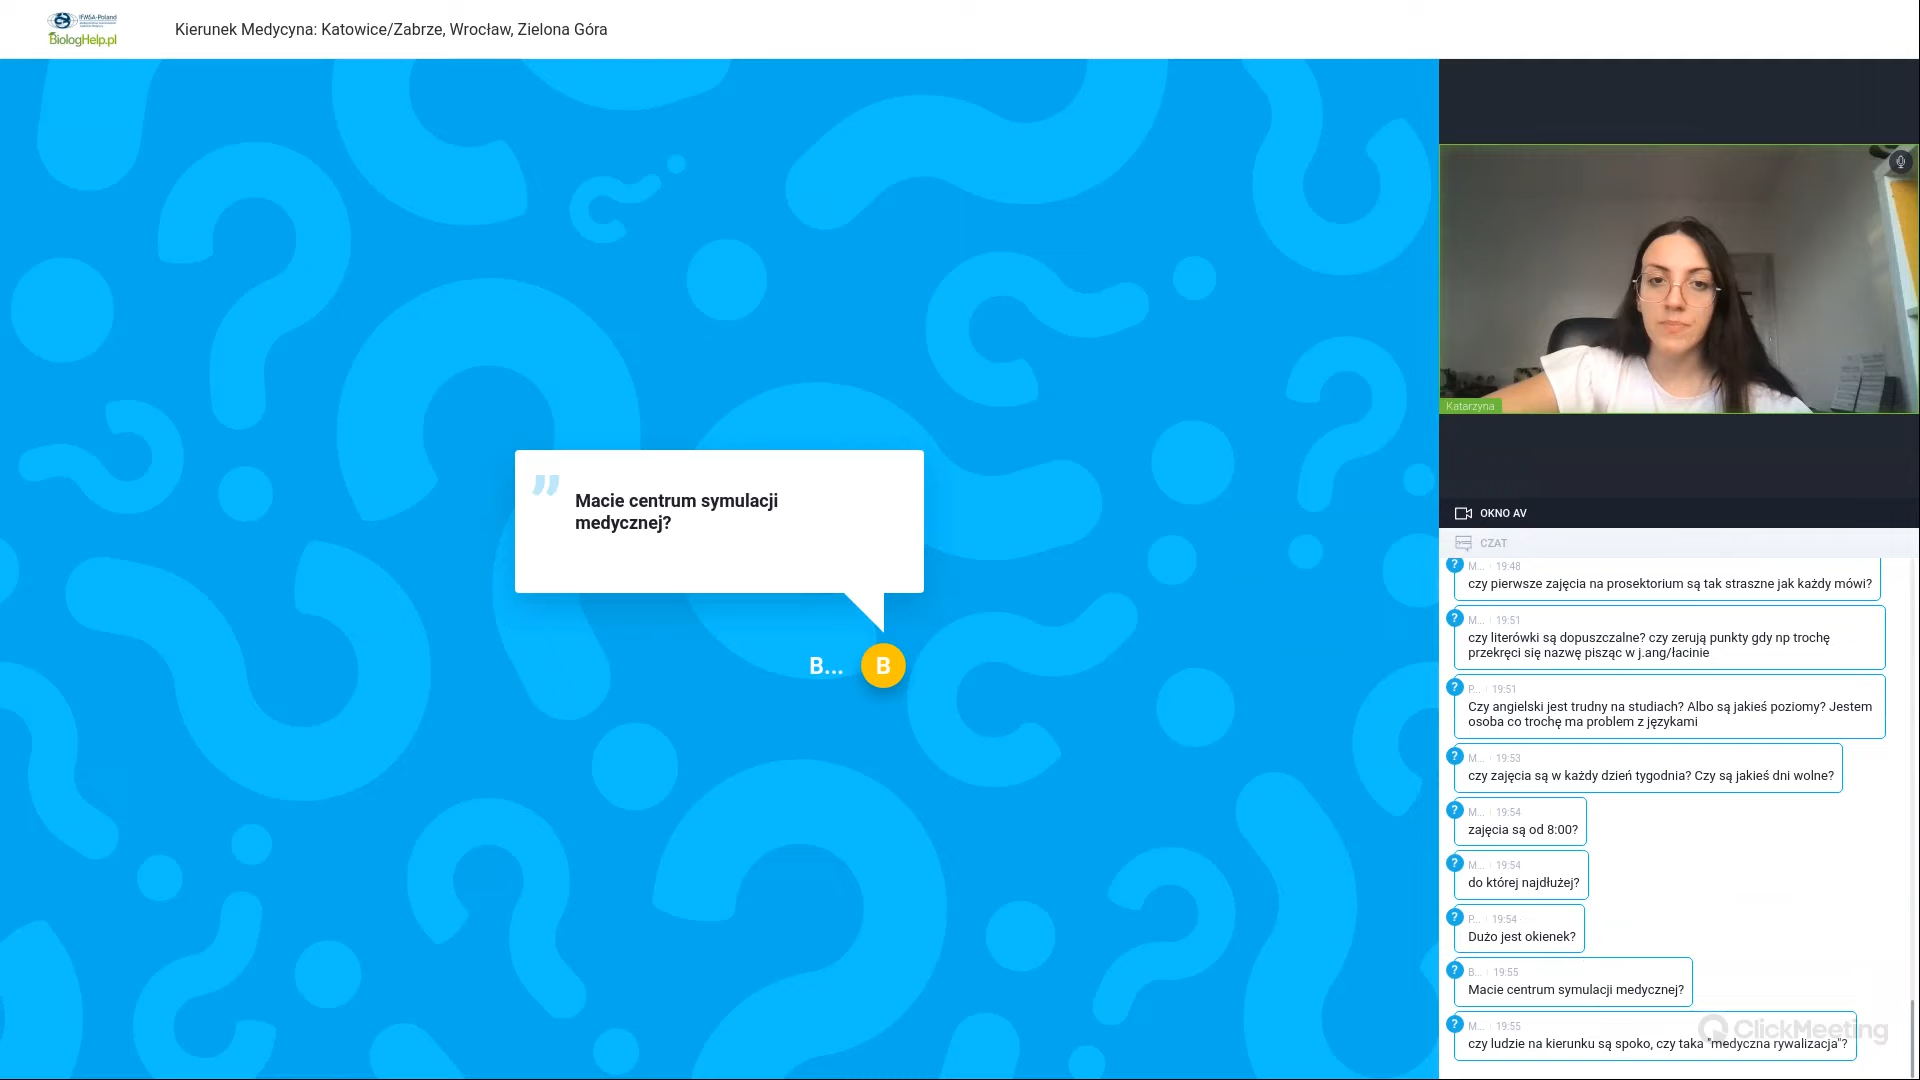 IFMSA-Poland
BiologHelp.pl
Kierunek Medycyna: Katowice/Zabrze, Wrocław, Zielona Góra
Macie centrum symulacji
medycznej?
B...
B
Katarzyna
OKNO AV
CZAT
? M... 19:48
czy pierwsze zajęcia na prosektorium są tak straszne jak każdy mówi?
? M... 19:51
czy literówki są dopuszczalne? czy zerują punkty gdy np trochę
przekręci się nazwę pisząc w j.ang/łacinie
? P... 19:51
Czy angielski jest trudny na studiach? Albo są jakieś poziomy? Jestem
osoba co trochę ma problem z językami
? M... 19:53
czy zajęcia są w każdy dzień tygodnia? Czy są jakieś dni wolne?
? M... 19:54
zajęcia są od 8:00?
? M... 19:54
do której najdłużej?
? P... 19:54
Dużo jest okienek?
? B... 19:55
Macie centrum symulacji medycznej?
? M... 19:55
czy ludzie na kierunku są spoko, czy taka "medyczna rywalizacja"?
ClickMeeting